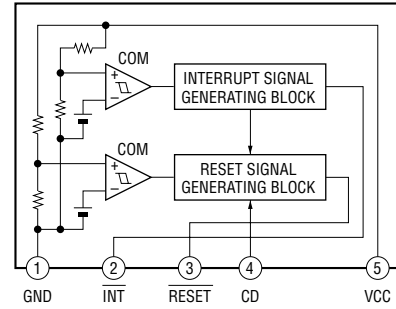 COM
INTERRUPT SIGNAL
GENERATING BLOCK
COM
RESET SIGNAL
GENERATING BLOCK
+
−
+
−
1
2
3
4
5
GND
INT
RESET
CD
VCC